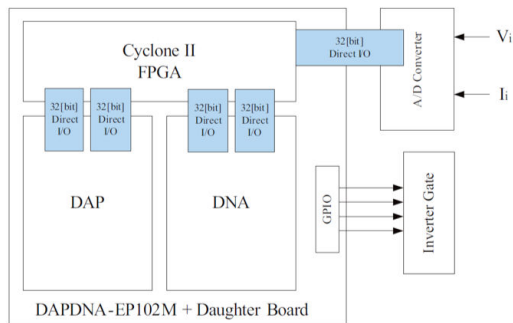 Cyclone II
FPGA
32[bit]
Direct I/O
A/D Converter
Vi
Ii
32[bit]
Direct
I/O
32[bit]
Direct
I/O
32[bit]
Direct
I/O
32[bit]
Direct
I/O
DAP
DNA
GPIO
Inverter Gate
DAPDNA-EP102M + Daughter Board